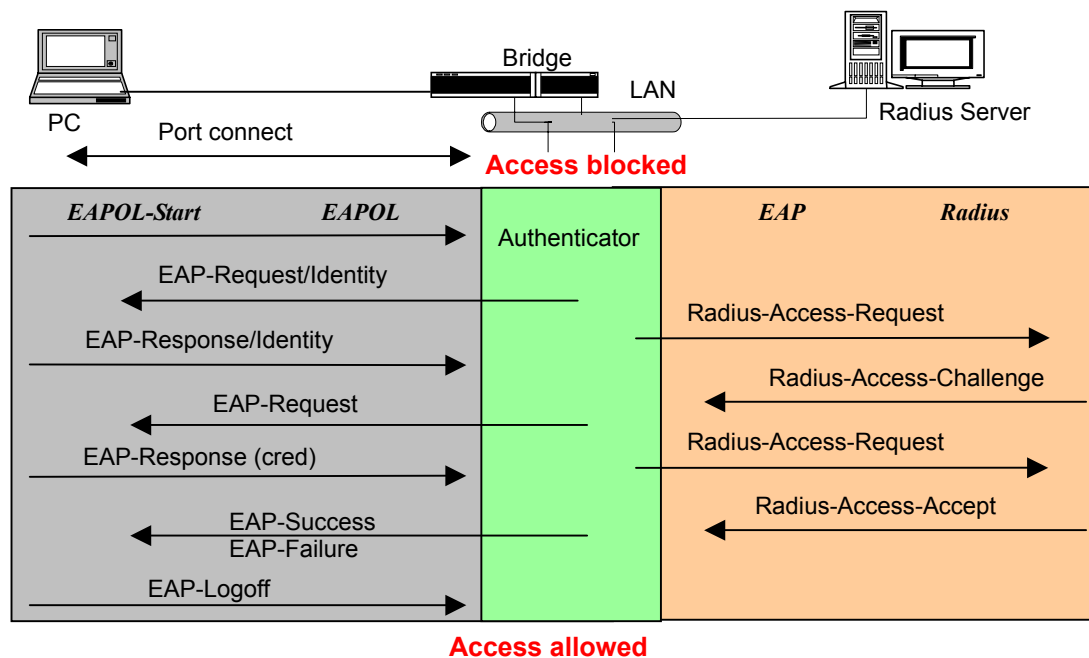 Bridge
LAN
PC
Radius Server
Port connect
Access blocked
EAPOL-Start EAPOL
EAP Radius
Authenticator
EAP-Request/Identity
Radius-Access-Request
EAP-Response/Identity
Radius-Access-Challenge
EAP-Request
Radius-Access-Request
EAP-Response (cred)
Radius-Access-Accept
EAP-Success
EAP-Failure
EAP-Logoff
Access allowed